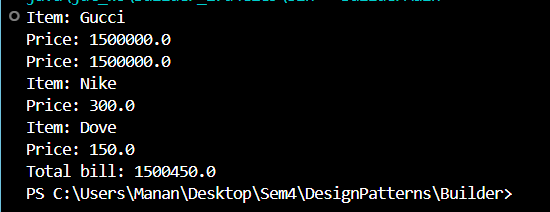 Item: Gucci
Price: 1500000.0
Price: 1500000.0
Item: Nike
Price: 300.0
Item: Dove
Price: 150.0
Total bill: 1500450.0
PS C:\Users\Manan\Desktop\Sem4\DesignPatterns\Builder>